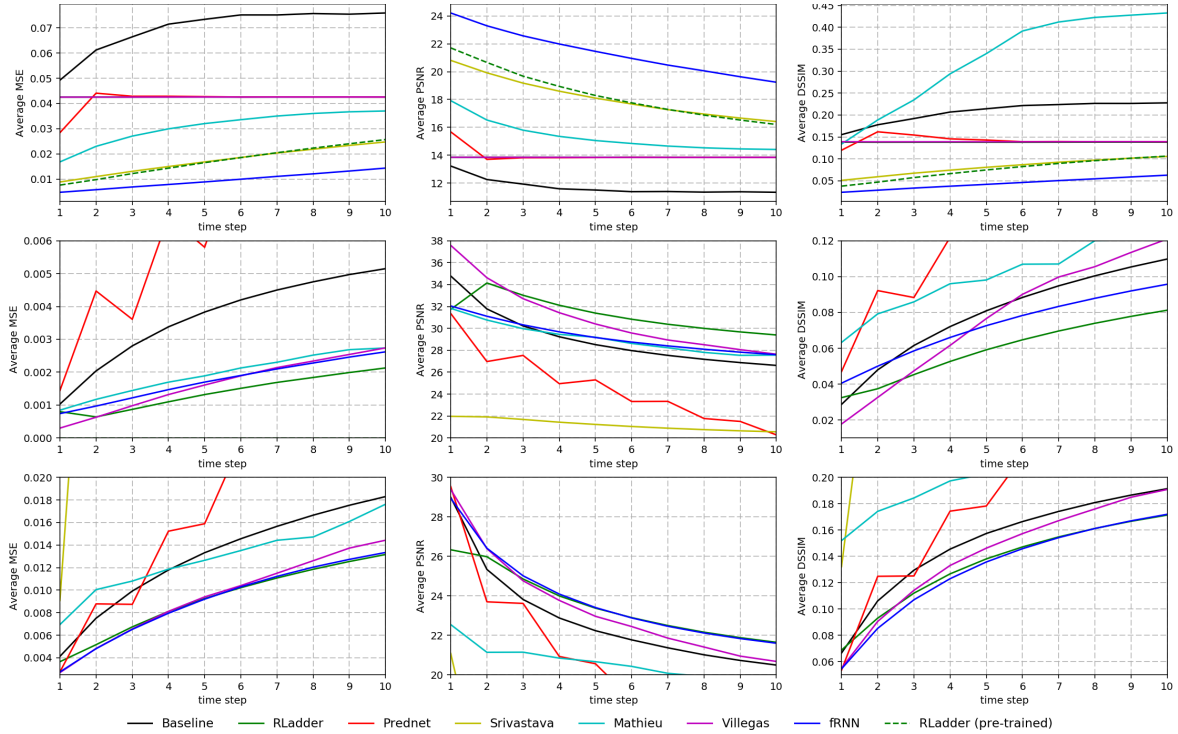 0.07
0.06
0.05
0.04
0.03
0.02
0.01
Average MSE
1 2 3 4 5 6 7 8 9 10
time step
24
22
20
18
16
14
12
Average PSNR
1 2 3 4 5 6 7 8 9 10
time step
0.45
0.40
0.35
0.30
0.25
0.20
0.15
0.10
0.05
Average DSSIM
1 2 3 4 5 6 7 8 9 10
time step
0.006
0.005
0.004
0.003
0.002
0.001
0.000
Average MSE
1 2 3 4 5 6 7 8 9 10
time step
38
36
34
32
30
28
26
24
22
20
Average PSNR
1 2 3 4 5 6 7 8 9 10
time step
0.12
0.10
0.08
0.06
0.04
0.02
Average DSSIM
1 2 3 4 5 6 7 8 9 10
time step
0.020
0.018
0.016
0.014
0.012
0.010
0.008
0.006
0.004
Average MSE
1 2 3 4 5 6 7 8 9 10
time step
30
28
26
24
22
20
Average PSNR
1 2 3 4 5 6 7 8 9 10
time step
0.20
0.18
0.16
0.14
0.12
0.10
0.08
0.06
Average DSSIM
1 2 3 4 5 6 7 8 9 10
time step
Baseline RLadder Prednet Srivastava Mathieu Villegas fRNN RLadder (pre-trained)